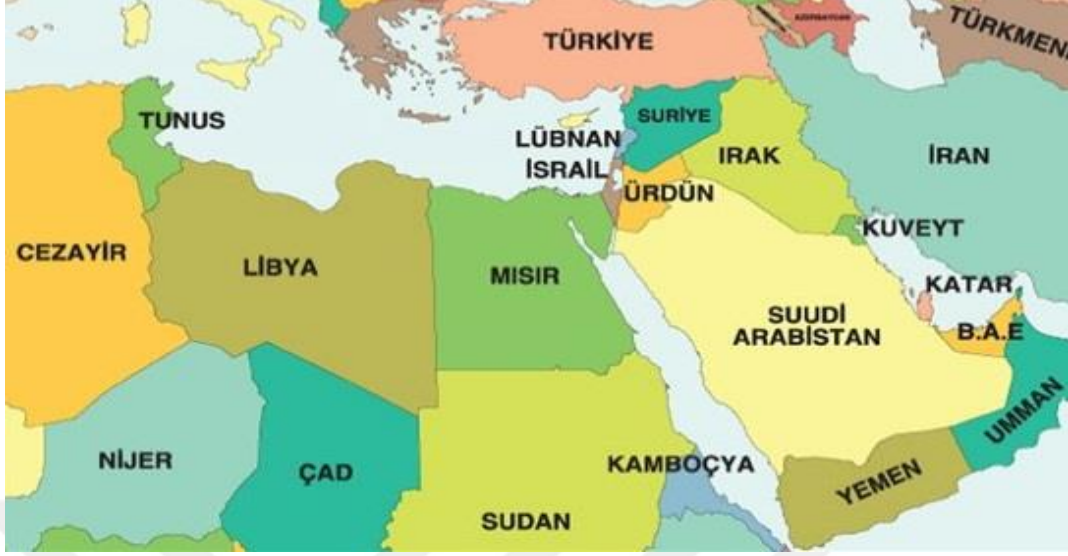 TÜRKMEN
AZERBAYCAN
TÜRKİYE
TUNUS
SURİYE
LÜBNAN
İSRAİL
IRAK
İRAN
ÜRDÜN
KUVEYT
CEZAYİR
LİBYA
MISIR
KATAR
SUUDİ
ARABİSTAN
B.A.E
UMMAN
NİJER
ÇAD
KAMBOÇYA
YEMEN
SUDAN